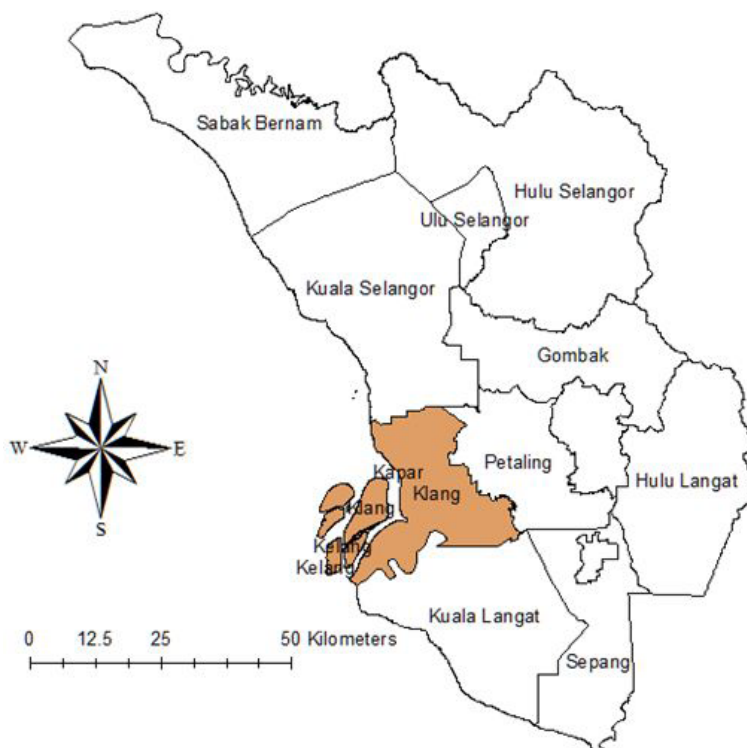 Sabak Bernam
Hulu Selangor
Ulu Selangor
Kuala Selangor
Gombak
N
W
E
S
Kapar
Petaling
Klang
Hulu Langat
Klang
Kelang
Kelang
Kuala Langat
0
12.5
25
50 Kilometers
Sepang